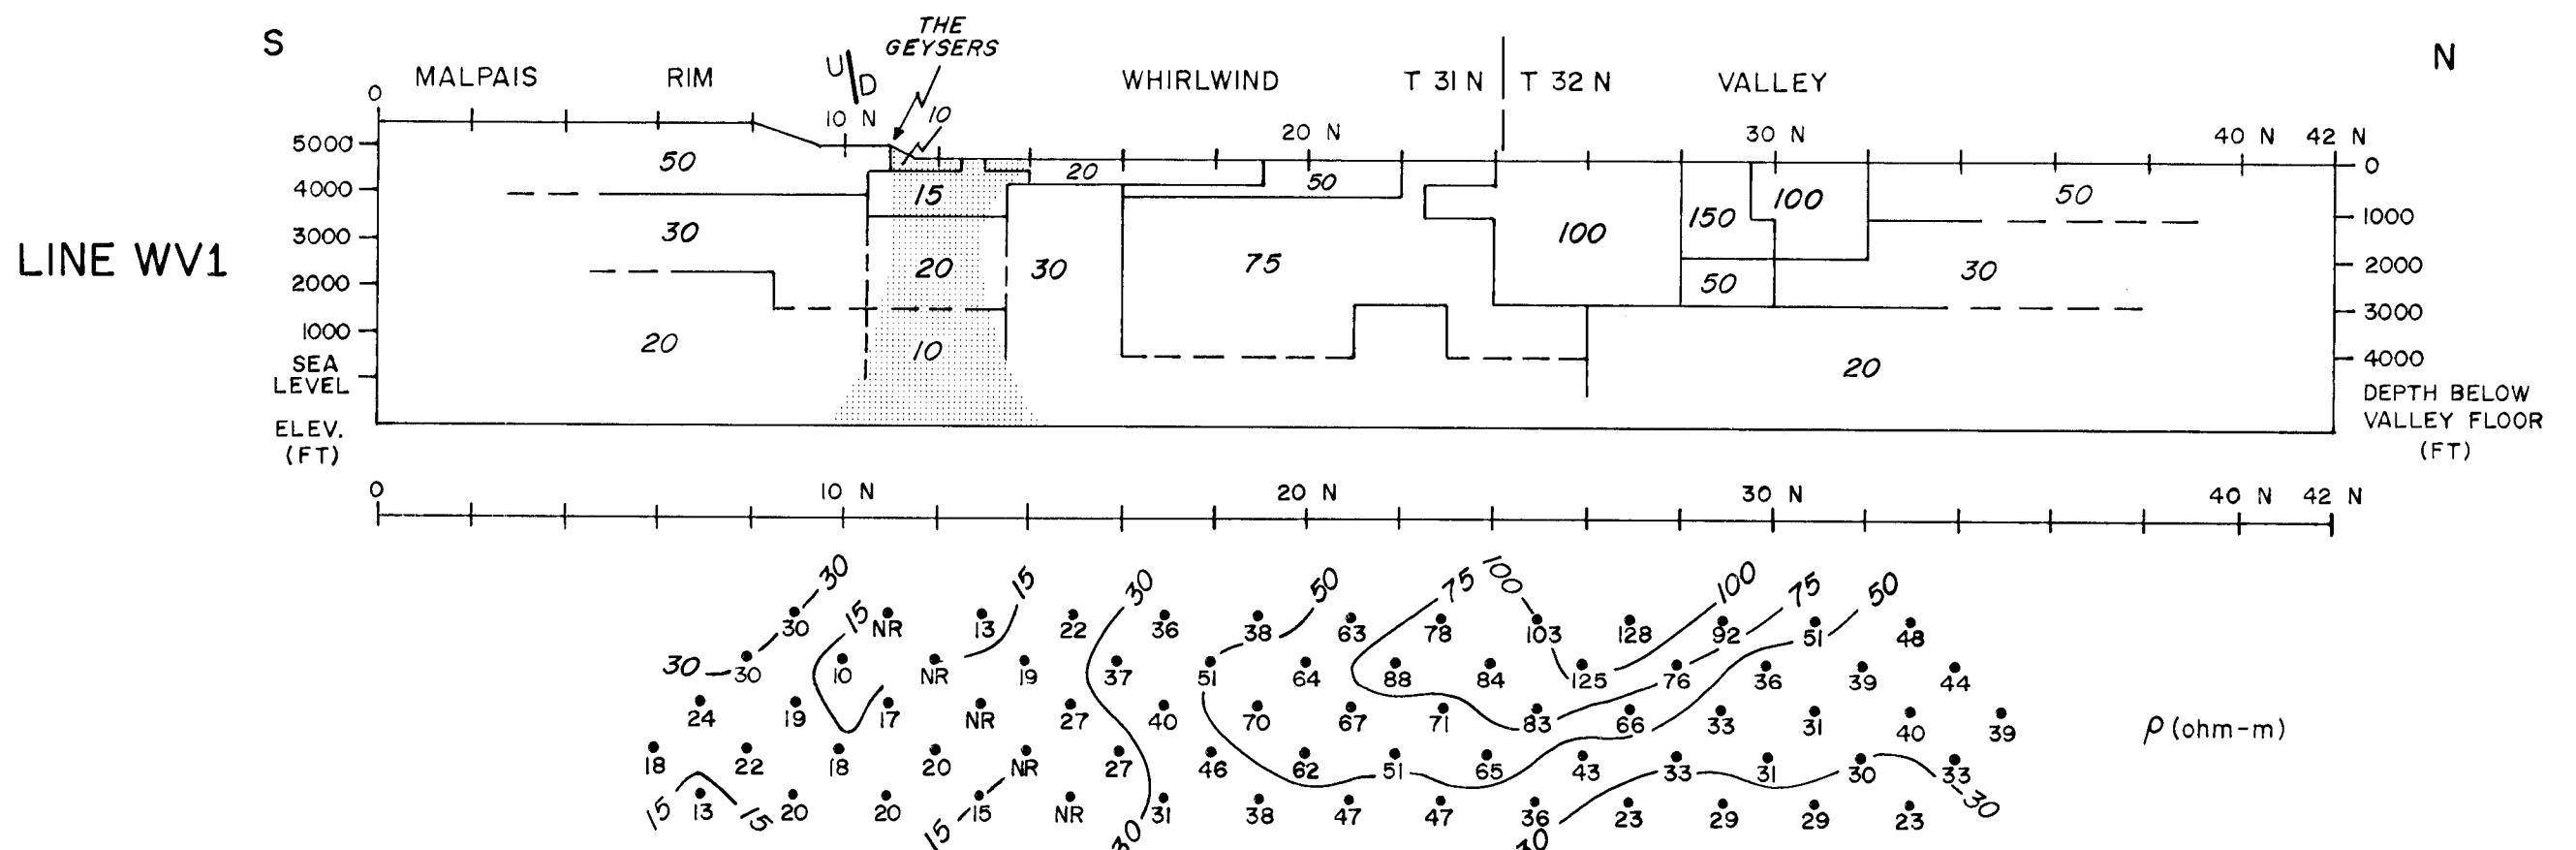 THE
GEYSERS
S
N
MALPAIS RIM U D WHIRLWIND T 31 N T 32 N VALLEY
0 10 N 10 20 N 30 N 40 N 42 N
5000 50 20 50 150 100 50 0
4000 15 1000
3000 30 100
LINE WV1
2000 20 30 75 50 30 2000
1000 3000
20 10 20 4000
SEA
LEVEL
ELEV.
(FT)
DEPTH BELOW
VALLEY FLOOR
(FT)
0 10 N 20 N 30 N 40 N 42 N
30 15 15 30 50 75 100 100 75 50
30 NR 13 22 36 38 63 78 103 128 92 51 48
30 30 10 NR 19 37 51 64 88 84 125 76 36 39 44
24 19 17 NR 27 40 70 67 71 83 66 33 31 40 39
ρ (ohm-m)
18 22 18 20 NR 27 46 62 51 65 43 33 31 30 33
15 13 15 20 20 15 15 NR 30 31 38 47 47 36 23 29 29 23 30